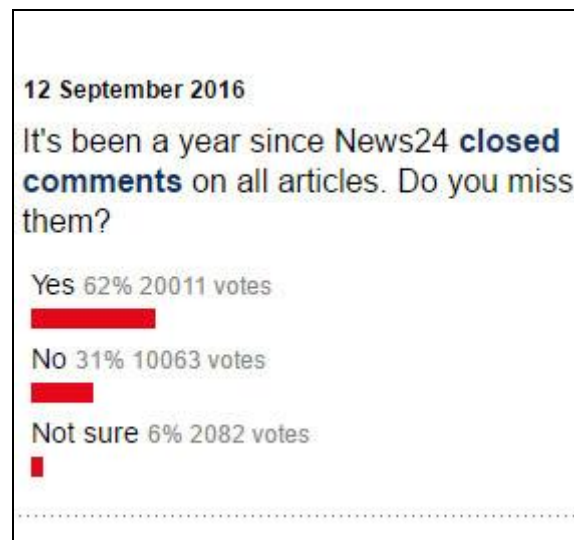 12 September 2016
It's been a year since News24 closed
comments on all articles. Do you miss
them?
Yes 62% 20011 votes
No 31% 10063 votes
Not sure 6% 2082 votes